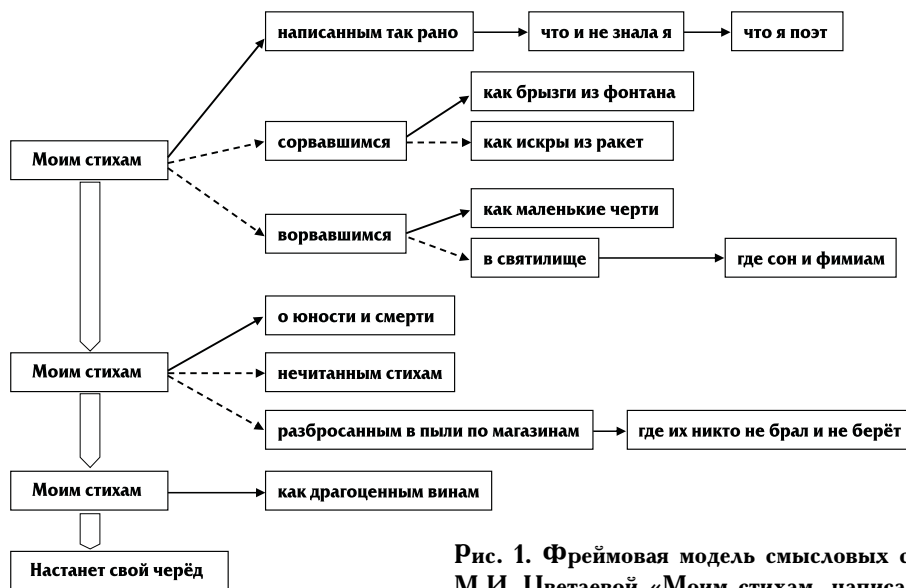 написанным так рано
что и не знала я
что я поэт
как брызги из фонтана
сорвавшимся
как искры из ракет
Моим стихам
как маленькие черти
ворвавшимся
в святилище
где сон и фимиам
о юности и смерти
Моим стихам
нечитанным стихам
разбросанным в пыли по магазинам
где их никто не брал и не берёт
Моим стихам
как драгоценным винам
Настанет свой черёд
Рис. 1. Фреймовая модель смысловых
М.И. Цветаевой «Моим стихам,